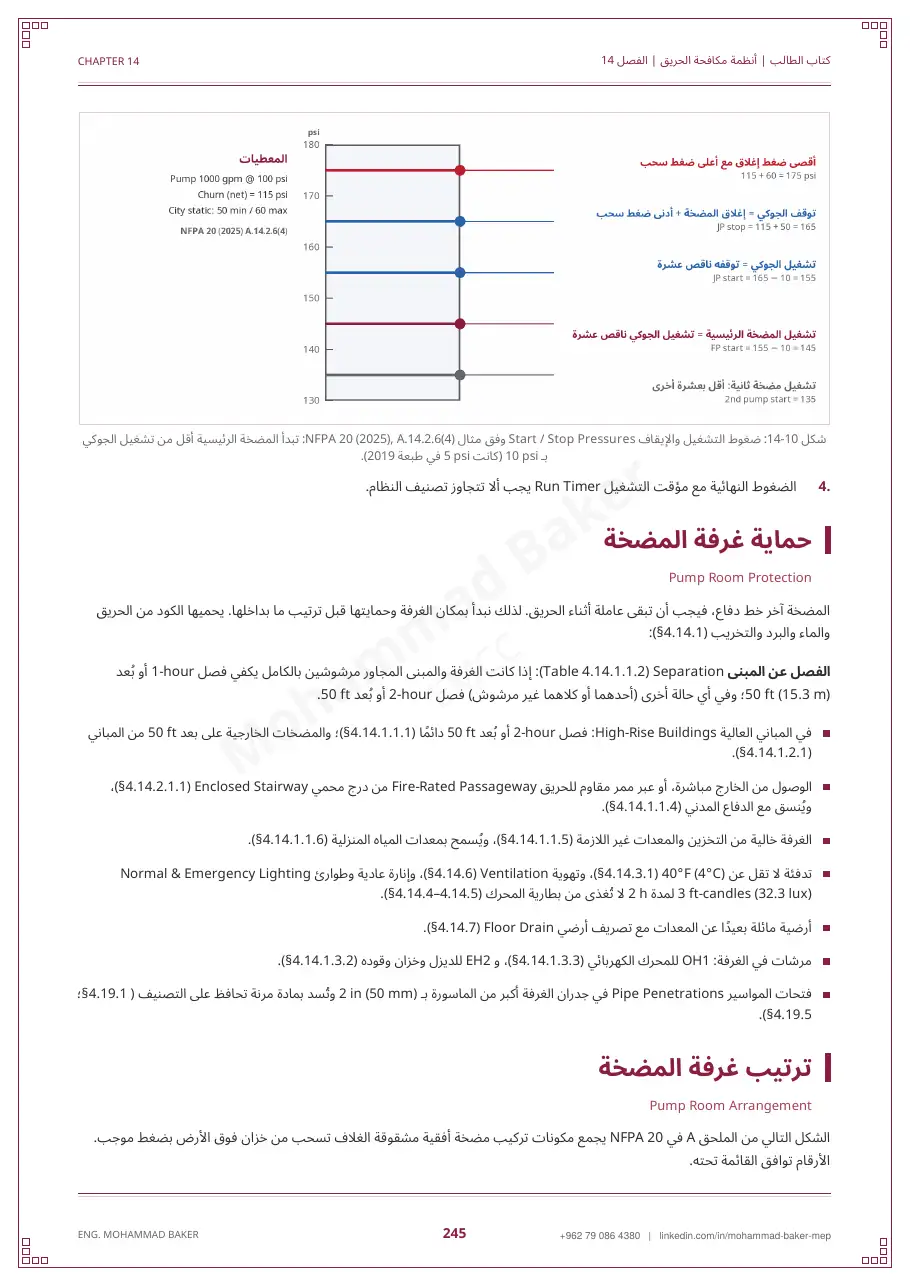 CHAPTER 14
كتاب الطالب | أنظمة مكافحة الحريق | الفصل 14
المعطيات
Pump 1000 gpm @ 100 psi
Churn (net) = 115 psi
City static: 50 min / 60 max
NFPA 20 (2025) A.14.2.6(4)
psi
180
170
160
150
140
130
أقصى ضغط إغلاق مع أعلى ضغط سحب
115 + 60 = 175 psi
توقف الجوكي = إغلاق المضخة + أدنى ضغط سحب
JP stop = 115 + 50 = 165
تشغيل الجوكي = توقفه ناقص عشرة
JP start = 165 − 10 = 155
تشغيل المضخة الرئيسية = تشغيل الجوكي ناقص عشرة
FP start = 155 − 10 = 145
تشغيل مضخة ثانية: أقل بعشرة أخرى
2nd pump start = 135
شكل 10-14: ضغوط التشغيل والإيقاف Start / Stop Pressures وفق مثال NFPA 20 (2025), A.14.2.6(4): تبدأ المضخة الرئيسية أقل من تشغيل الجوكي
بـ 10 psi (كانت 5 psi في طبعة 2019).
4. الضغوط النهائية مع مؤقت التشغيل Run Timer يجب ألا تتجاوز تصنيف النظام.
حماية غرفة المضخة
Pump Room Protection
المضخة آخر خط دفاع، فيجب أن تبقى عاملة أثناء الحريق. لذلك نبدأ بمكان الغرفة وحمايتها قبل ترتيب ما بداخلها. يحميها الكود من الحريق
والماء والبرد والتخريب (§4.14.1):
الفصل عن المبنى Separation (Table 4.14.1.1.2): إذا كانت الغرفة والمبنى المجاور مرشوشين بالكامل يكفي فصل 1-hour أو بُعد
50 ft (15.3 m)؛ وفي أي حالة أخرى (أحدهما أو كلاهما غير مرشوش) فصل 2-hour أو بُعد 50 ft.
■ في المباني العالية High-Rise Buildings: فصل 2-hour أو بُعد 50 ft دائمًا (§4.14.1.1.1)؛ والمضخات الخارجية على بعد 50 ft من المباني
(§4.14.1.2.1).
■ الوصول من الخارج مباشرة، أو عبر ممر مقاوم للحريق Fire-Rated Passageway من درج محمي Enclosed Stairway (§4.14.2.1.1)،
ويُنسق مع الدفاع المدني (§4.14.1.1.4).
■ الغرفة خالية من التخزين والمعدات غير اللازمة (§4.14.1.1.5)، ويُسمح بمعدات المياه المنزلية (§4.14.1.1.6).
■ تدفئة لا تقل عن 40°F (4°C) (§4.14.3.1)، وتهوية Ventilation (§4.14.6)، وإنارة عادية وطوارئ Normal & Emergency Lighting
3 ft-candles (32.3 lux) لمدة 2 h لا تُغذى من بطارية المحرك (§4.14.4–4.14.5).
■ أرضية مائلة بعيدًا عن المعدات مع تصريف أرضي Floor Drain (§4.14.7).
■ مرشات في الغرفة: OH1 للمحرك الكهربائي (§4.14.1.3.3)، و EH2 للديزل وخزان وقوده (§4.14.1.3.2).
■ فتحات المواسير Pipe Penetrations في جدران الغرفة أكبر من الماسورة بـ 2 in (50 mm) وتُسد بمادة مرنة تحافظ على التصنيف (§4.19.1؛
§4.19.5).
ترتيب غرفة المضخة
Pump Room Arrangement
الشكل التالي من الملحق A في NFPA 20 يجمع مكونات تركيب مضخة أفقية مشقوقة الغلاف تسحب من خزان فوق الأرض بضغط موجب.
الأرقام توافق القائمة تحته.
Mohammad Baker
ENG. MOHAMMAD BAKER
245
+962 79 086 4380 | linkedin.com/in/mohammad-baker-mep